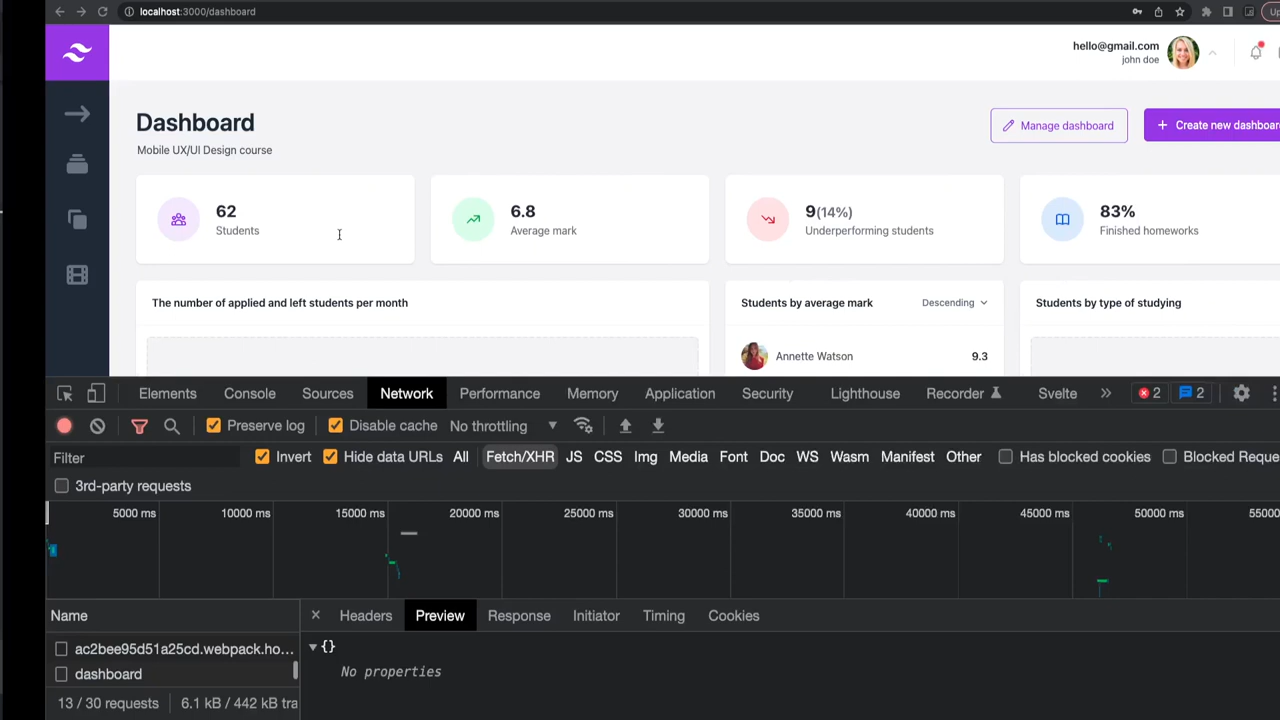 localhost:3000/dashboard
Up
hello@gmail.com
john doe
Dashboard
Mobile UX/UI Design course
Manage dashboard
+ Create new dashboar
62
Students
6.8
Average mark
9(14%)
Underperforming students
83%
Finished homeworks
The number of applied and left students per month
Students by average mark
Descending
Students by type of studying
Annette Watson
9.3
Elements Console Sources Network Performance Memory Application Security Lighthouse Recorder Svelte » 2 2
Preserve log Disable cache No throttling
Filter Invert Hide data URLs All Fetch/XHR JS CSS Img Media Font Doc WS Wasm Manifest Other Has blocked cookies Blocked Reque
3rd-party requests
5000 ms 10000 ms 15000 ms 20000 ms 25000 ms 30000 ms 35000 ms 40000 ms 45000 ms 50000 ms 55000
Name × Headers Preview Response Initiator Timing Cookies
ac2bee95d51a25cd.webpack.ho...
dashboard
{}
No properties
13 / 30 requests 6.1 kB / 442 kB tra